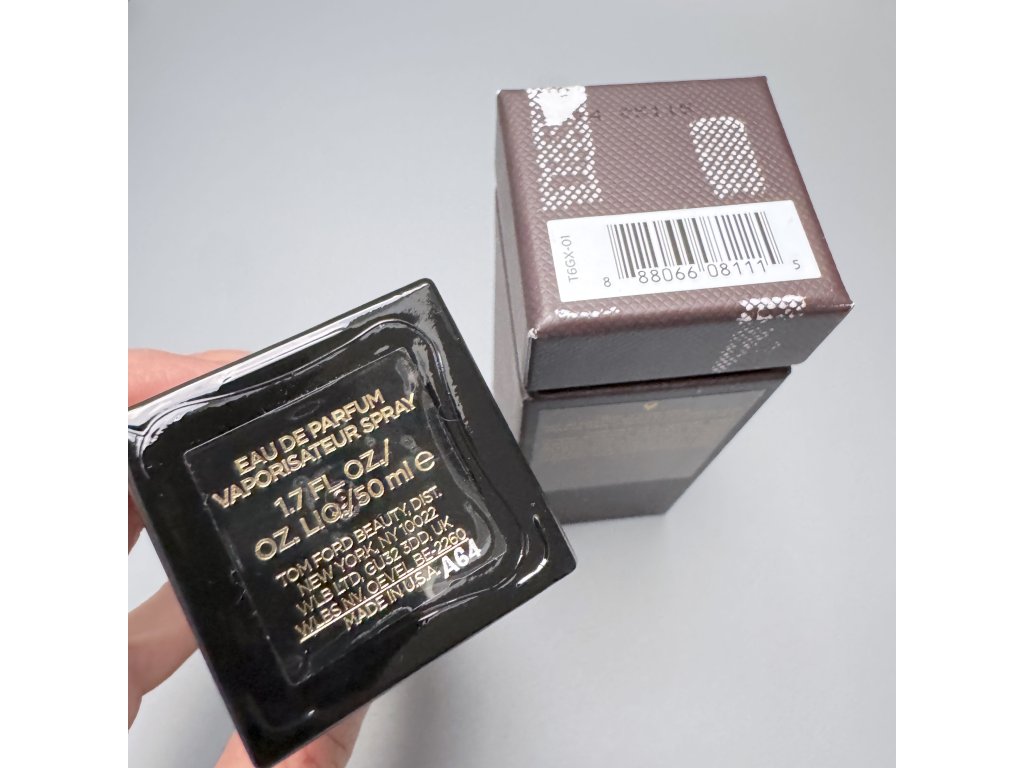 EAU DE PARFUM
VAPORISATEUR SPRAY
1.7 FL. OZ./
OZ. LIQ./50 ml e
TOM FORD BEAUTY, DIST.
NEW YORK, NY 10022
WLB LTD, GU32 3DD, UK
WLBS NV, OEVEL BE-2260
MADE IN U.S.A.
A64
T6GX-01
8 88066 08111 5